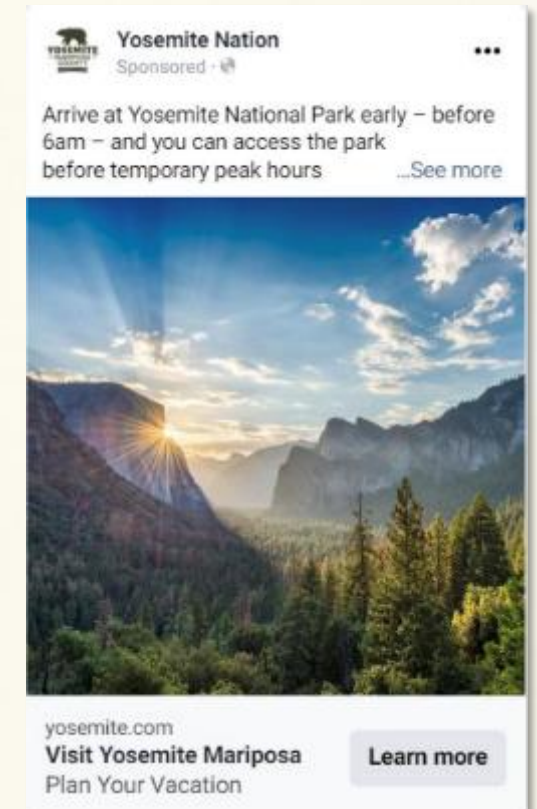 Yosemite Nation
Sponsored ·
Arrive at Yosemite National Park early – before
6am – and you can access the park
before temporary peak hours ...See more
yosemite.com
Visit Yosemite Mariposa
Plan Your Vacation
Learn more